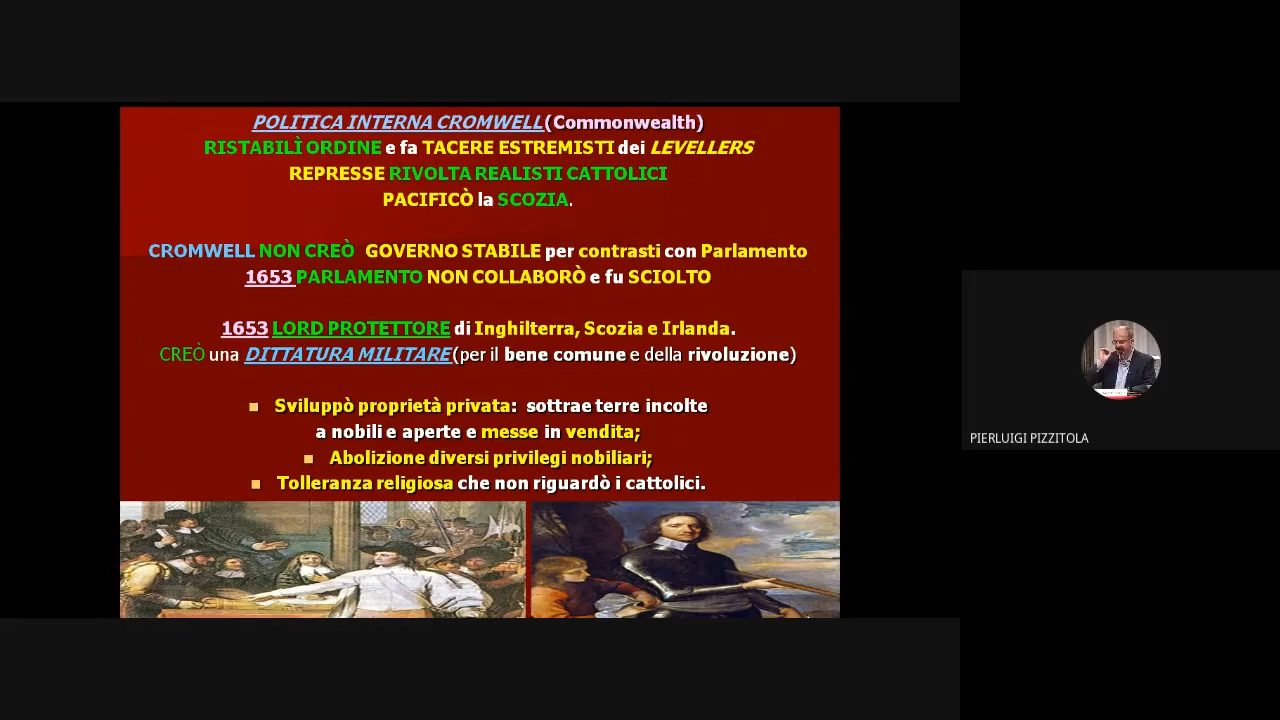 POLITICA INTERNA CROMWELL (Commonwealth)
RISTABILÌ ORDINE e fa TACERE ESTREMISTI dei LEVELLERS
REPRESSE RIVOLTA REALISTI CATTOLICI
PACIFICÒ la SCOZIA.
CROMWELL NON CREÒ GOVERNO STABILE per contrasti con Parlamento
1653 PARLAMENTO NON COLLABORÒ e fu SCIOLTO
1653 LORD PROTETTORE di Inghilterra, Scozia e Irlanda.
CREÒ una DITTATURA MILITARE (per il bene comune e della rivoluzione)
Sviluppò proprietà privata: sottrae terre incolte
a nobili e aperte e messe in vendita;
Abolizione diversi privilegi nobiliari;
Tolleranza religiosa che non riguardò i cattolici.
PIERLUIGI PIZZITOLA